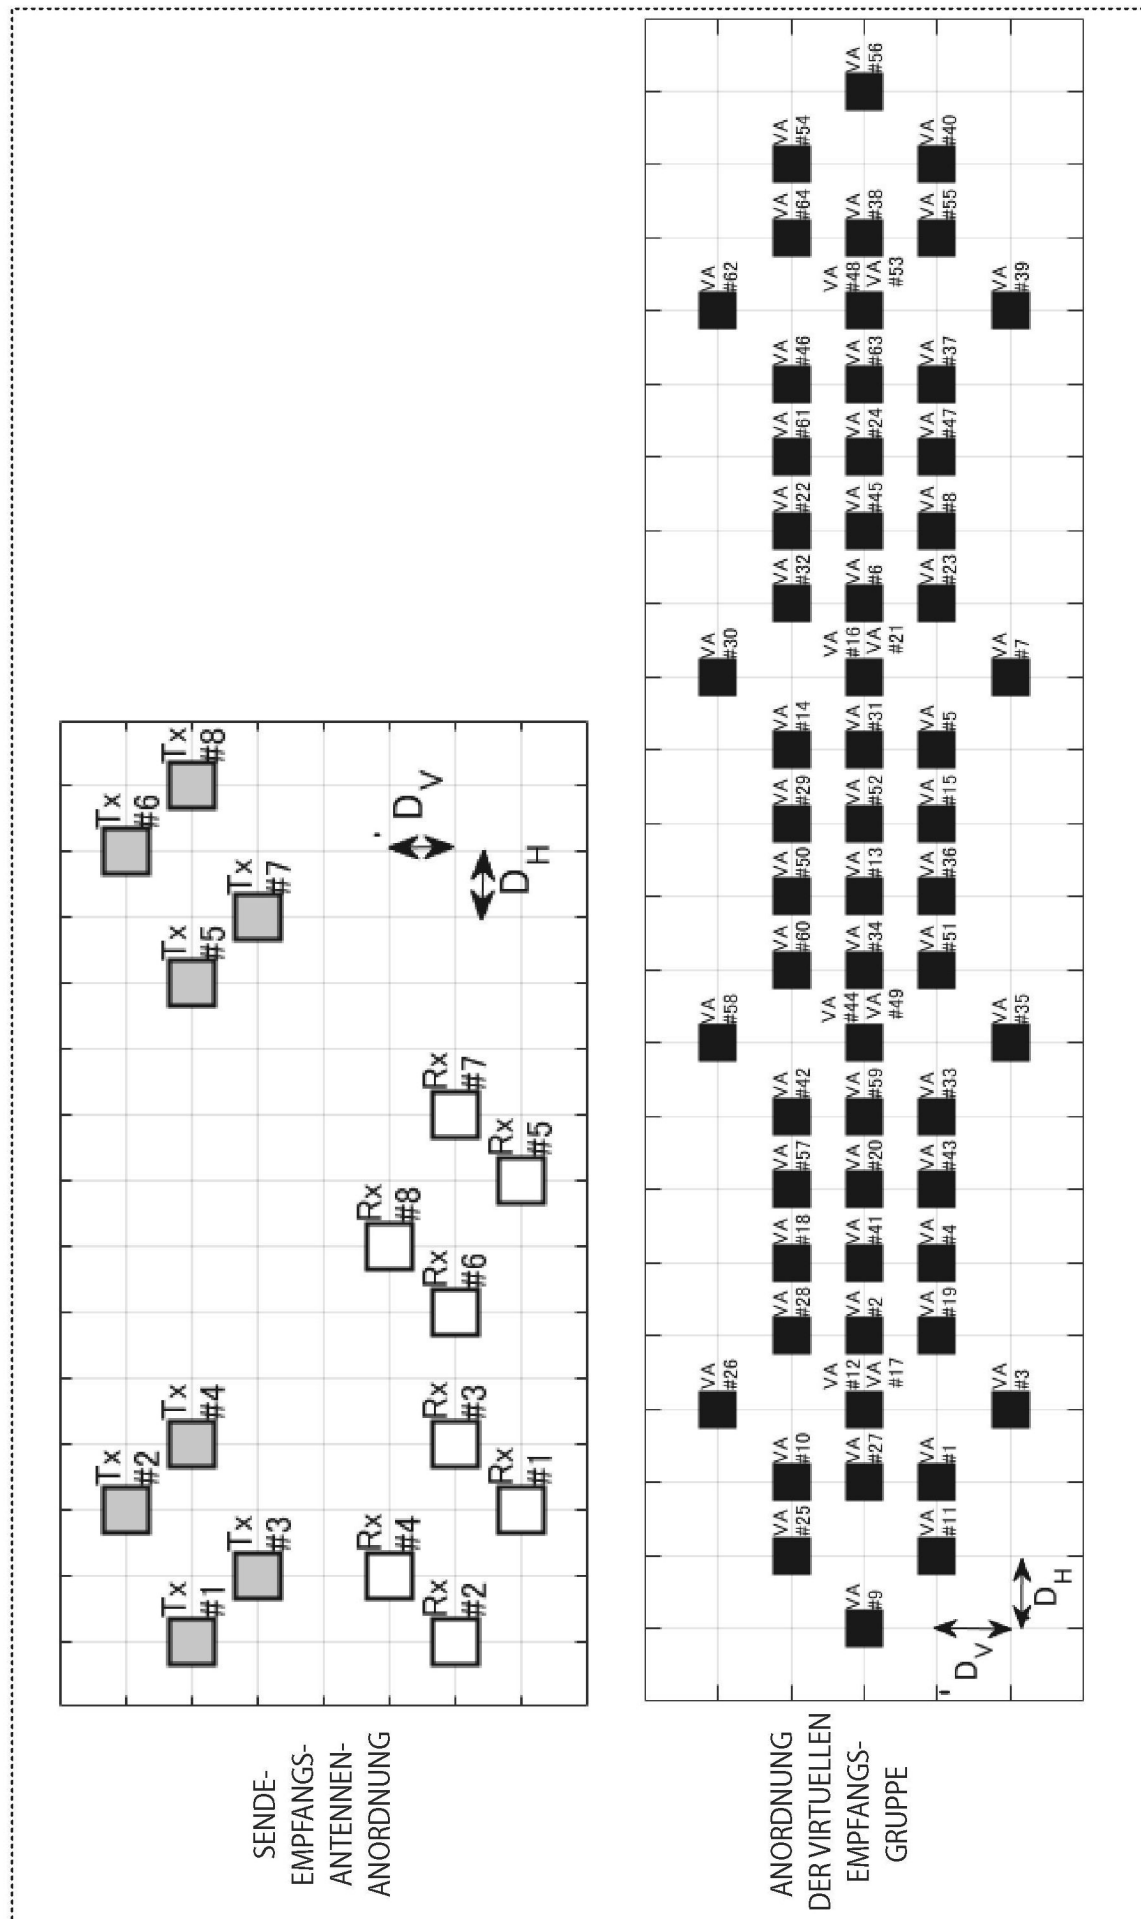 SENDE-
EMPFANGS-
ANTENNEN-
ANORDNUNG
Tx
#2
Tx
#6
Tx
#1
Tx
#4
Tx
#5
Tx
#8
Tx
#3
Tx
#7
Rx
#4
Rx
#8
Rx
#2
Rx
#3
Rx
#6
Rx
#7
Rx
#1
Rx
#5
DV
DH
ANORDNUNG
DER VIRTUELLEN
EMPFANGS-
GRUPPE
VA
#26
VA
#58
VA
#30
VA
#62
VA
#25
VA
#10
VA
#28
VA
#18
VA
#57
VA
#42
VA
#60
VA
#50
VA
#29
VA
#14
VA
#32
VA
#22
VA
#61
VA
#46
VA
#64
VA
#54
VA
#9
VA
#27
VA
#12
VA
#17
VA
#2
VA
#41
VA
#20
VA
#59
VA
#44
VA
#49
VA
#34
VA
#13
VA
#52
VA
#31
VA
#16
VA
#21
VA
#6
VA
#45
VA
#24
VA
#63
VA
#48
VA
#53
VA
#38
VA
#56
VA
#11
VA
#1
VA
#19
VA
#4
VA
#43
VA
#33
VA
#51
VA
#36
VA
#15
VA
#5
VA
#23
VA
#8
VA
#47
VA
#37
VA
#55
VA
#40
VA
#3
VA
#35
VA
#7
VA
#39
DV
DH